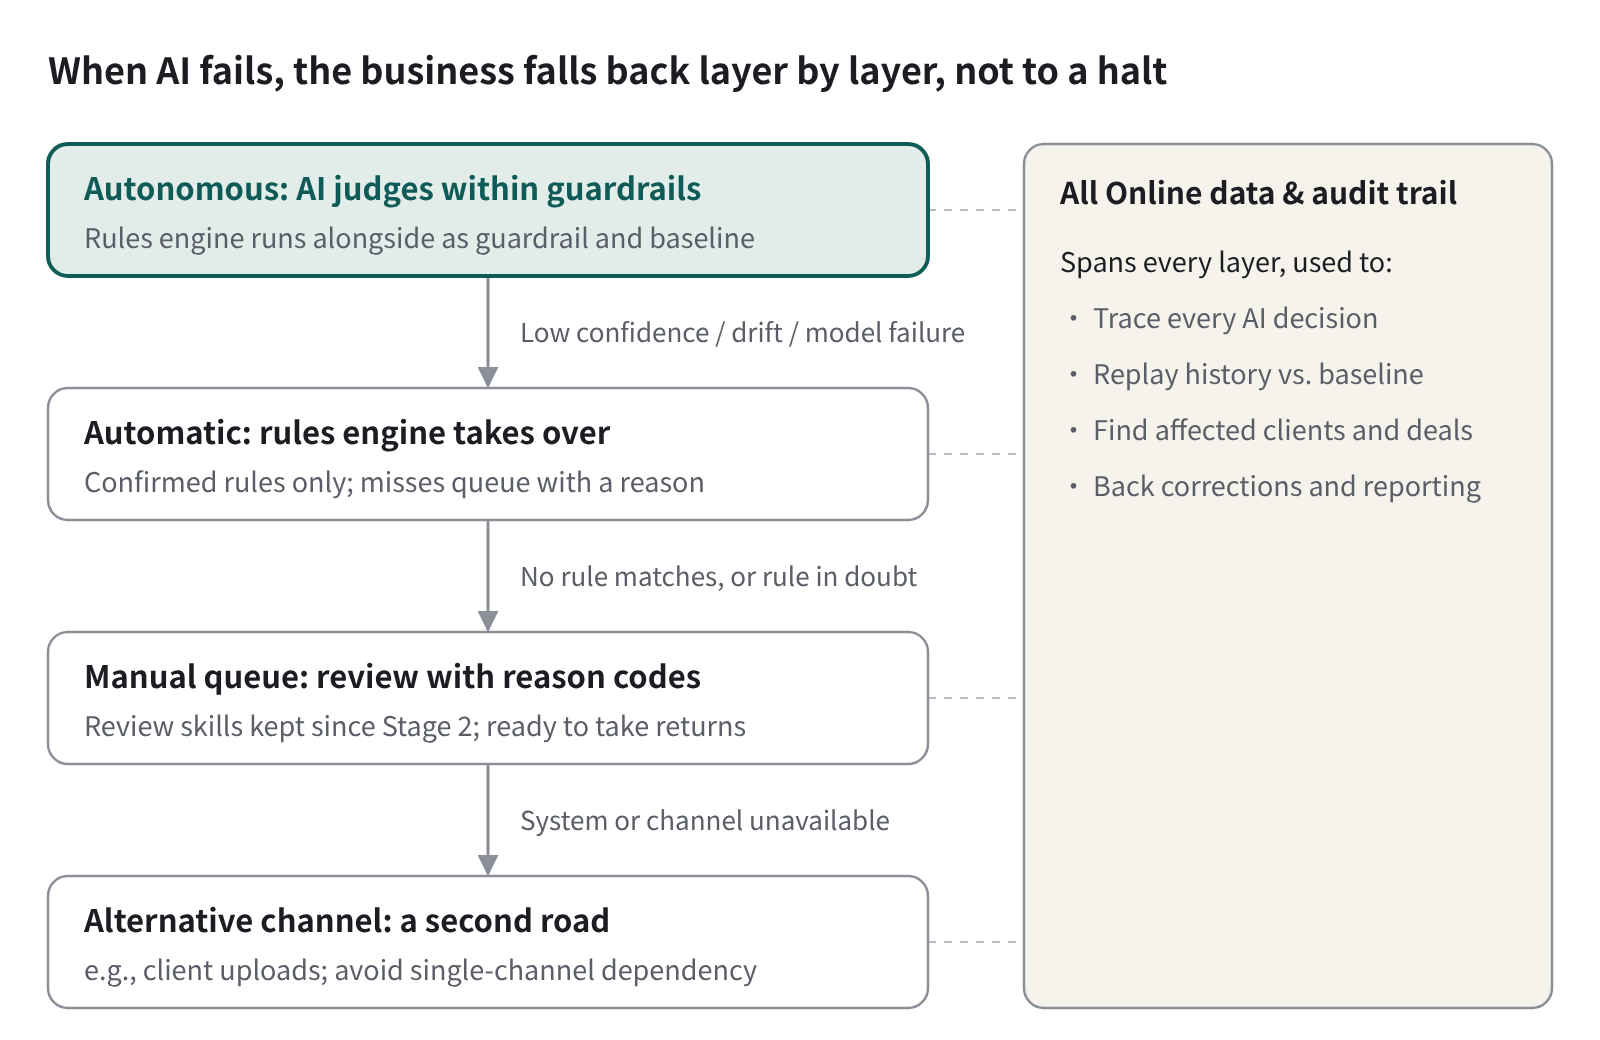 When AI fails, the business falls back layer by layer, not to a halt
Autonomous: AI judges within guardrails
Rules engine runs alongside as guardrail and baseline
Low confidence / drift / model failure
Automatic: rules engine takes over
Confirmed rules only; misses queue with a reason
No rule matches, or rule in doubt
Manual queue: review with reason codes
Review skills kept since Stage 2; ready to take returns
System or channel unavailable
Alternative channel: a second road
e.g., client uploads; avoid single-channel dependency
All Online data & audit trail
Spans every layer, used to:
・Trace every AI decision
・Replay history vs. baseline
・Find affected clients and deals
・Back corrections and reporting